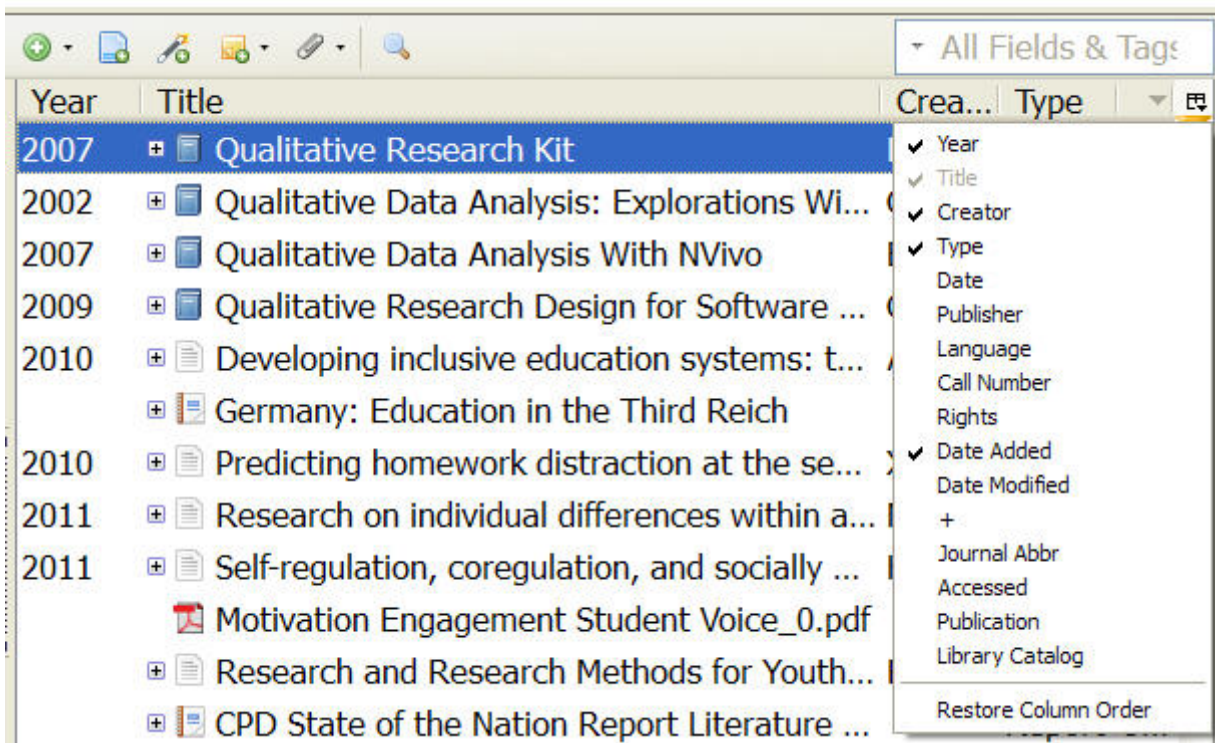 All Fields & Tags
Year Title Crea... Type
2007 Qualitative Research Kit
2002 Qualitative Data Analysis: Explorations Wi...
2007 Qualitative Data Analysis With NVivo
2009 Qualitative Research Design for Software ...
2010 Developing inclusive education systems: t...
Germany: Education in the Third Reich
2010 Predicting homework distraction at the se...
2011 Research on individual differences within a...
2011 Self-regulation, coregulation, and socially ...
Motivation Engagement Student Voice_0.pdf
Research and Research Methods for Youth...
CPD State of the Nation Report Literature ...
Year
Title
Creator
Type
Date
Publisher
Language
Call Number
Rights
Date Added
Date Modified
+
Journal Abbr
Accessed
Publication
Library Catalog
Restore Column Order